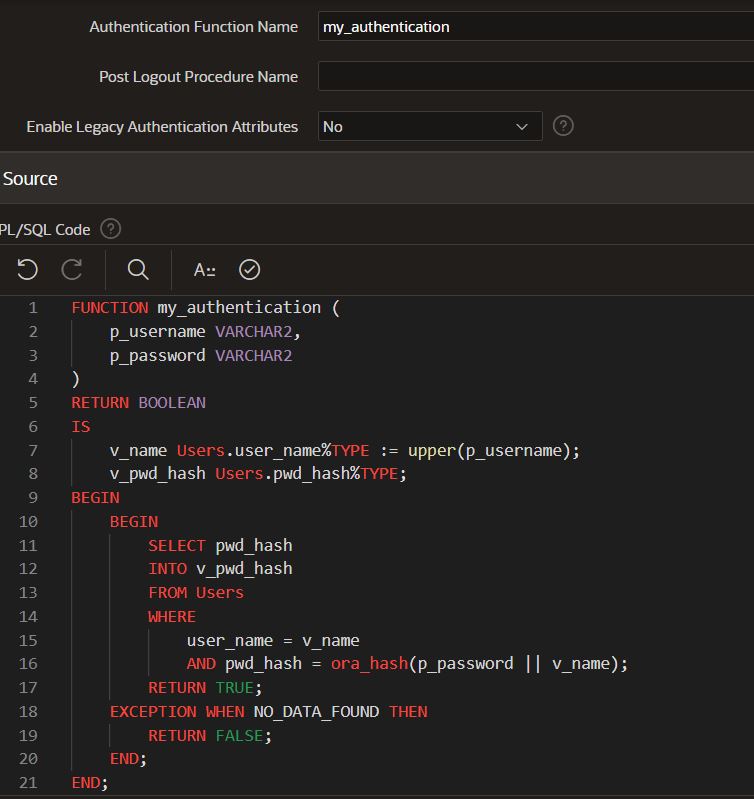 Authentication Function Name my_authentication
Post Logout Procedure Name
Enable Legacy Authentication Attributes No ?
Source
PL/SQL Code ?
A::
1 FUNCTION my_authentication (
2     p_username VARCHAR2,
3     p_password VARCHAR2
4 )
5 RETURN BOOLEAN
6 IS
7     v_name Users.user_name%TYPE := upper(p_username);
8     v_pwd_hash Users.pwd_hash%TYPE;
9 BEGIN
10     BEGIN
11         SELECT pwd_hash
12         INTO v_pwd_hash
13         FROM Users
14         WHERE
15             user_name = v_name
16             AND pwd_hash = ora_hash(p_password || v_name);
17         RETURN TRUE;
18     EXCEPTION WHEN NO_DATA_FOUND THEN
19         RETURN FALSE;
20     END;
21 END;